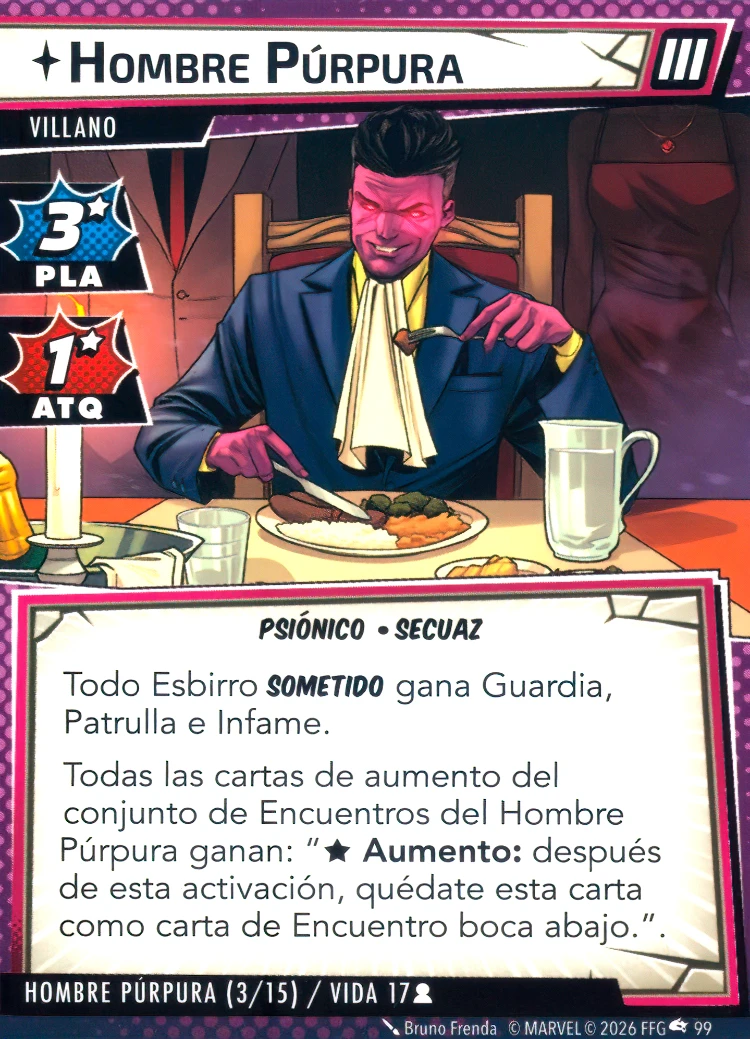 HOMBRE PÚRPURA
III
VILLANO
3★
PLA
1★
ATQ
PSIÓNICO • SECUAZ
Todo Esbirro SOMETIDO gana Guardia,
Patrulla e Infame.
Todas las cartas de aumento del
conjunto de Encuentros del Hombre
Púrpura ganan: “★ Aumento: después
de esta activación, quédate esta carta
como carta de Encuentro boca abajo.”.
HOMBRE PÚRPURA (3/15) / VIDA 17
Bruno Frenda © MARVEL © 2026 FFG 99